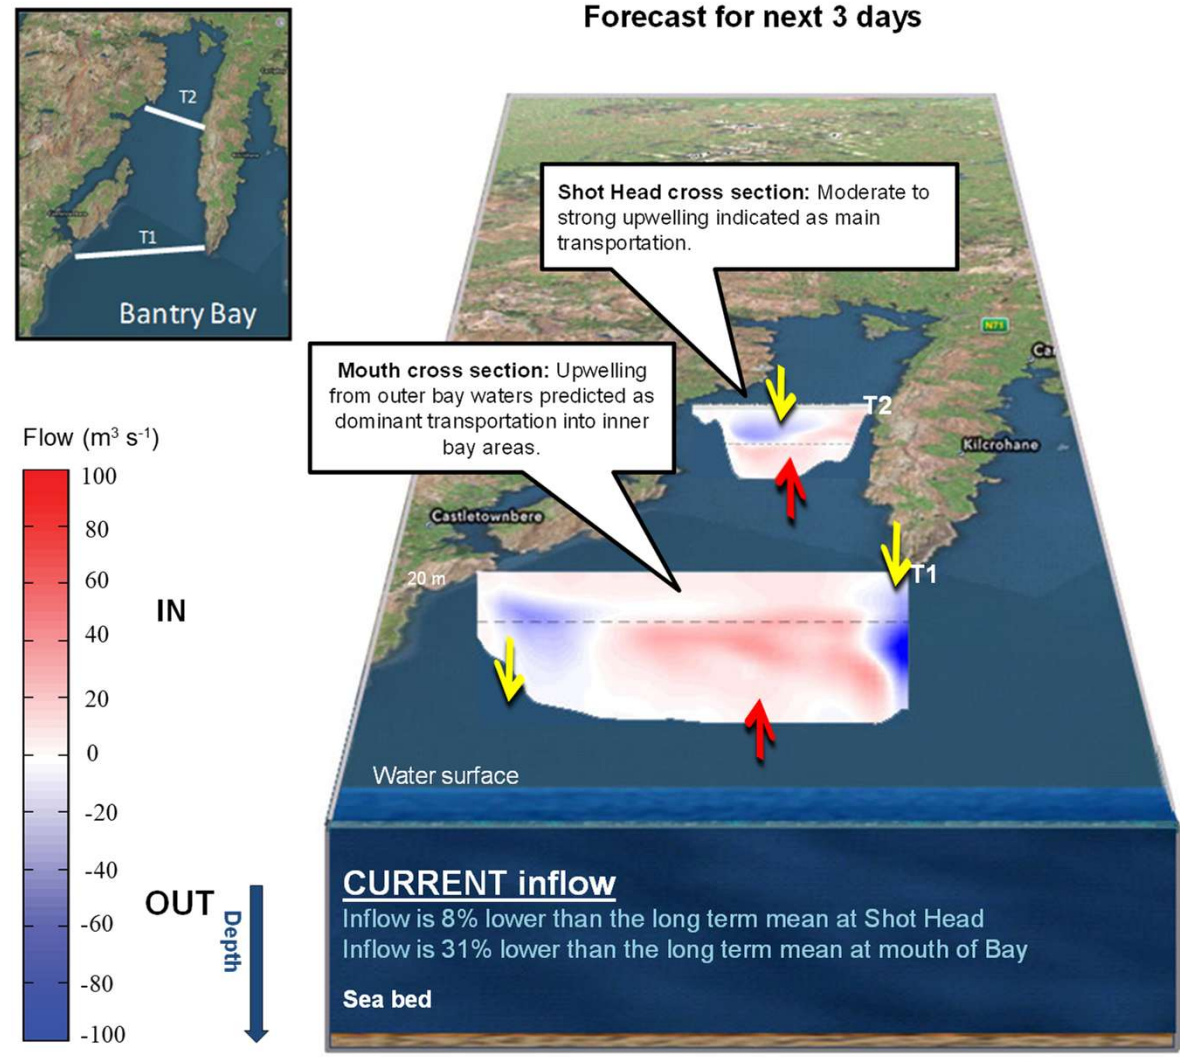 Forecast for next 3 days
T2
T1
Bantry Bay
Shot Head cross section: Moderate to
strong upwelling indicated as main
transportation.
N71
Mouth cross section: Upwelling
from outer bay waters predicted as
dominant transportation into inner
bay areas.
T2
Kilcrohane
Castletownbere
20 m
T1
Flow (m³ s⁻¹)
100
80
60
40
20
0
-20
-40
-60
-80
-100
IN
OUT
Depth
Water surface
CURRENT inflow
Inflow is 8% lower than the long term mean at Shot Head
Inflow is 31% lower than the long term mean at mouth of Bay
Sea bed